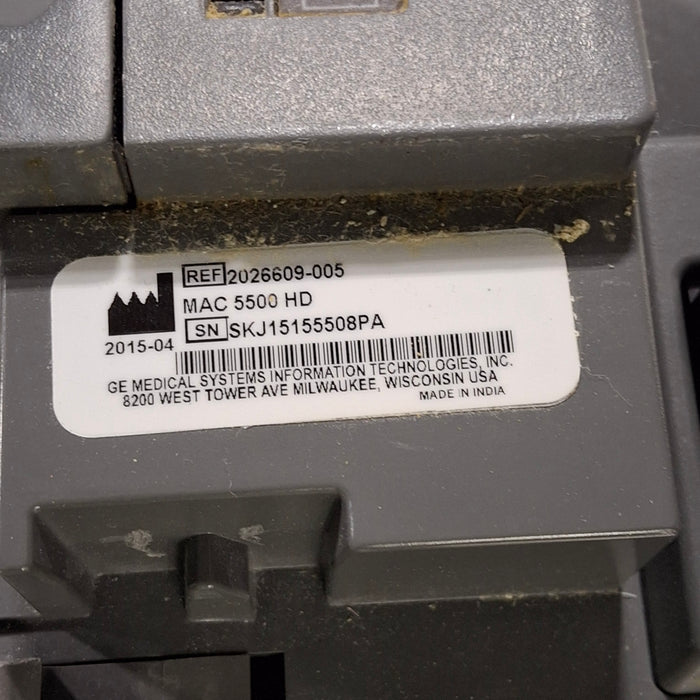 REF 2026609-005
MAC 5500 HD
SN SKJ15155508PA
2015-04
GE MEDICAL SYSTEMS INFORMATION TECHNOLOGIES, INC.
8200 WEST TOWER AVE MILWAUKEE, WISCONSIN USA
MADE IN INDIA